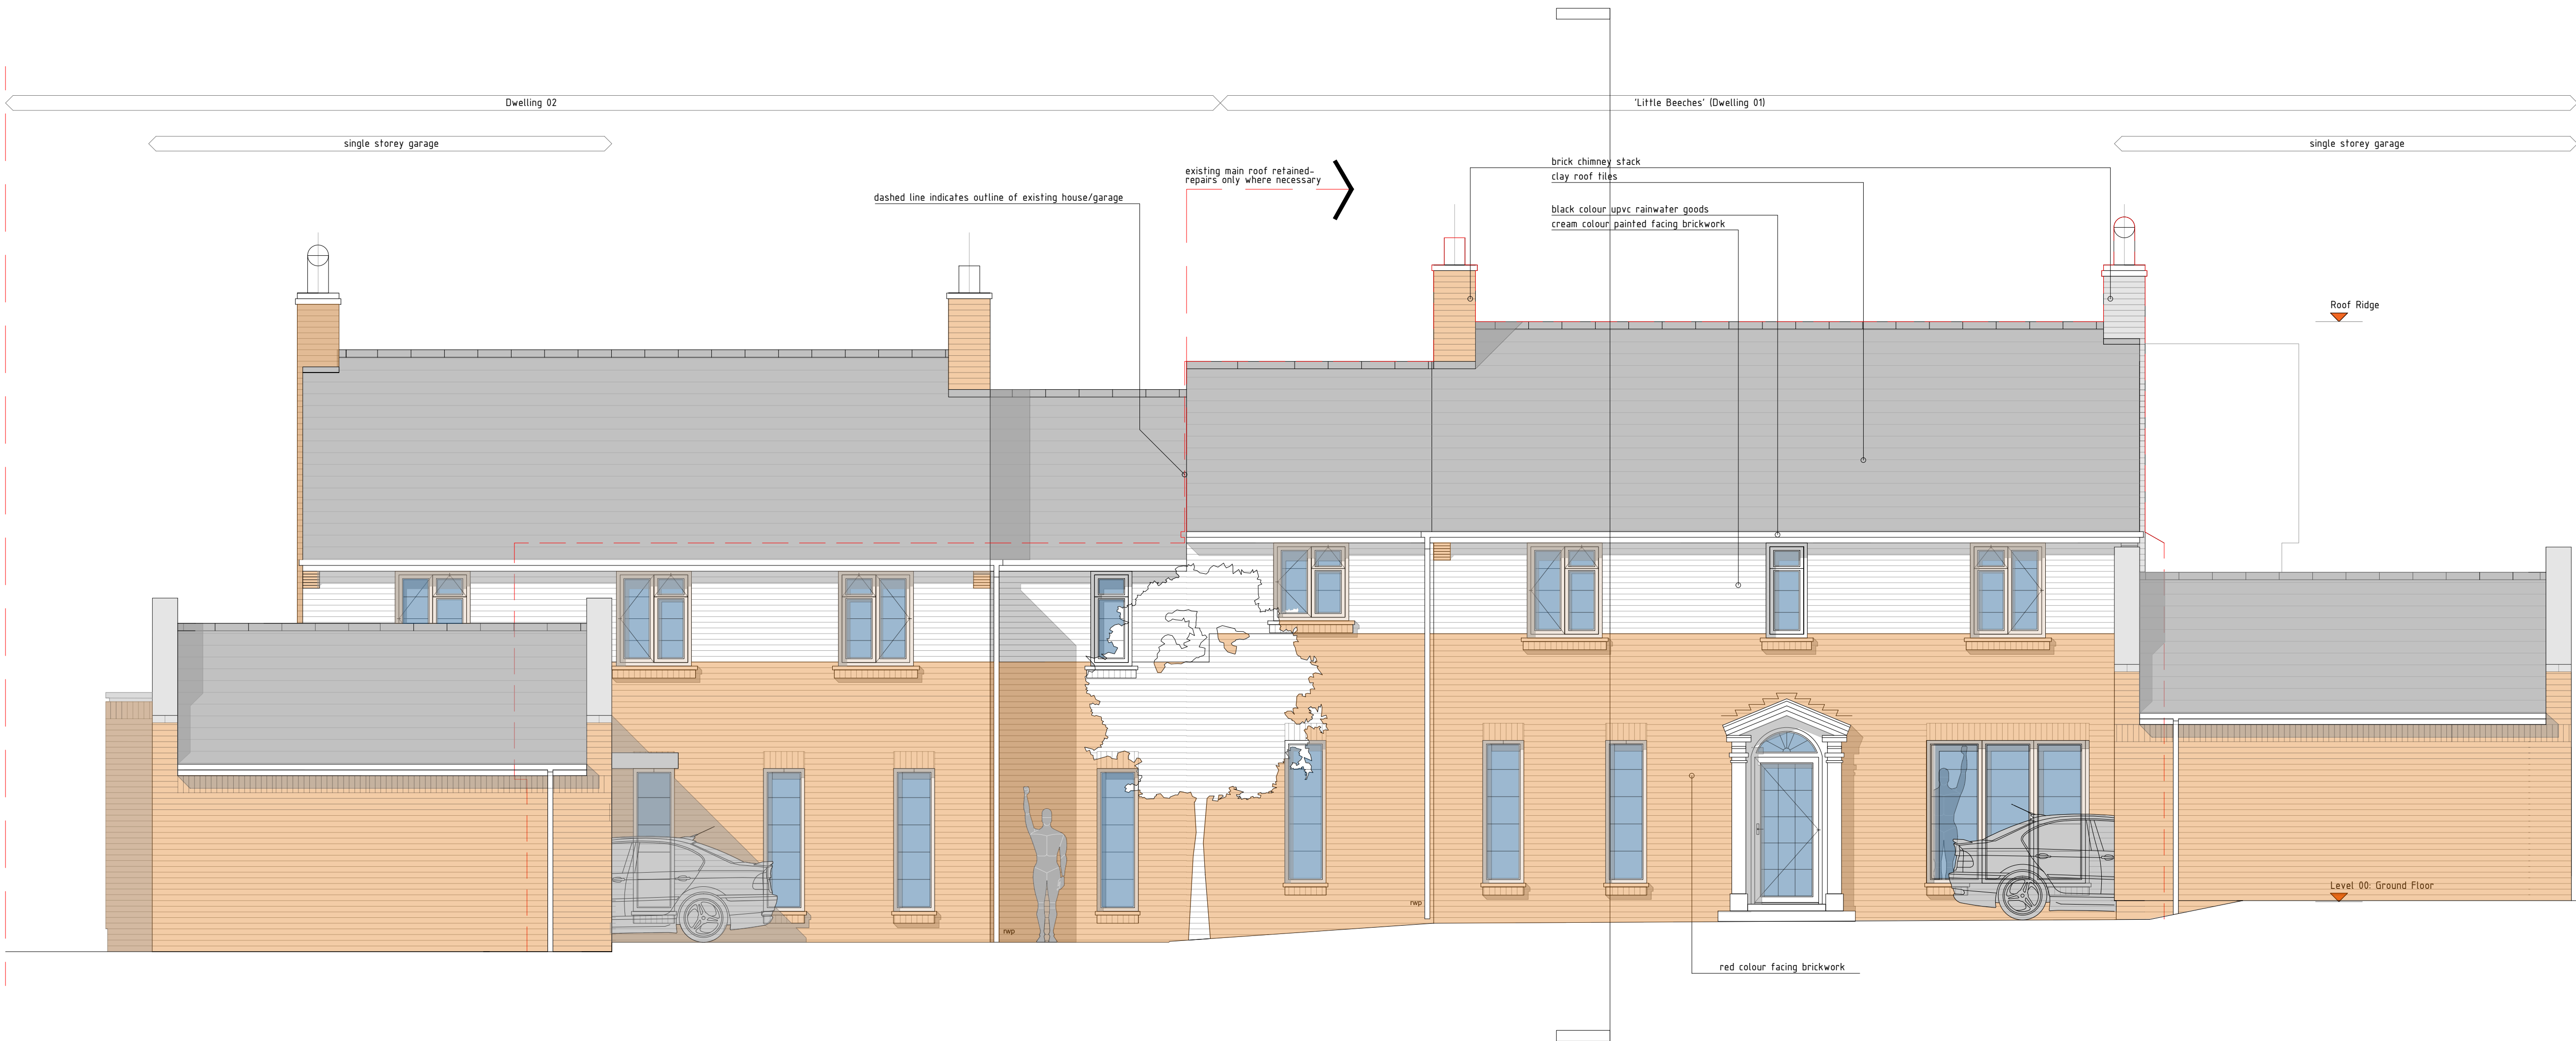 Dwelling 02
'Little Beeches' (Dwelling 01)
single storey garage
single storey garage
existing main roof retained-
repairs only where necessary
dashed line indicates outline of existing house/garage
brick chimney stack
clay roof tiles
black colour upvc rainwater goods
cream colour painted facing brickwork
Roof Ridge
Level 00: Ground Floor
rwp
rwp
red colour facing brickwork